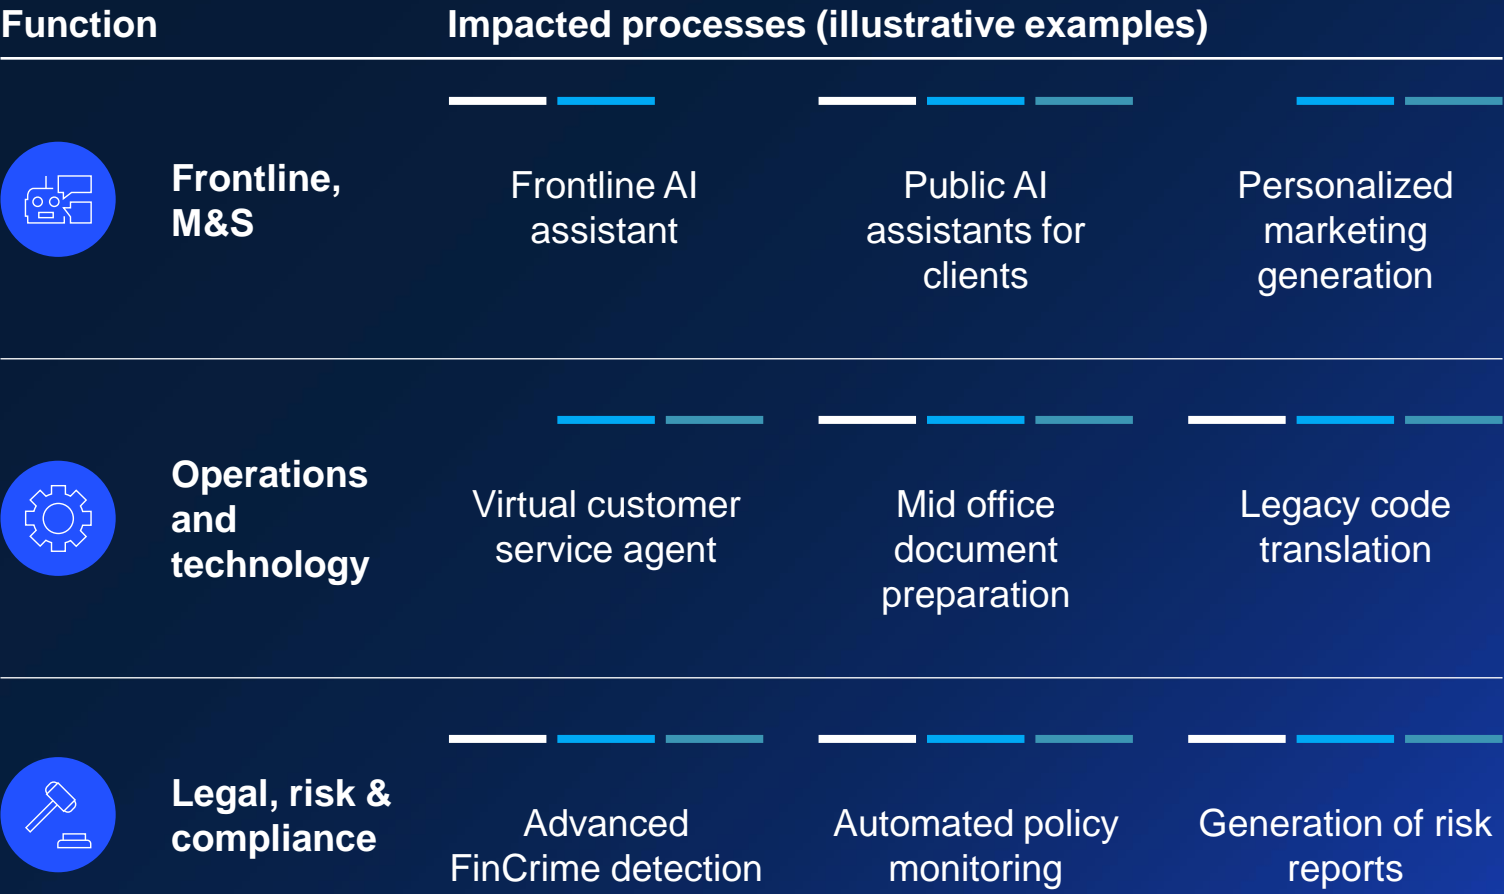 Function
Impacted processes (illustrative examples)
Frontline,
M&S
Frontline AI
assistant
Public AI
assistants for
clients
Personalized
marketing
generation
Operations
and
technology
Virtual customer
service agent
Mid office
document
preparation
Legacy code
translation
Legal, risk &
compliance
Advanced
FinCrime detection
Automated policy
monitoring
Generation of risk
reports